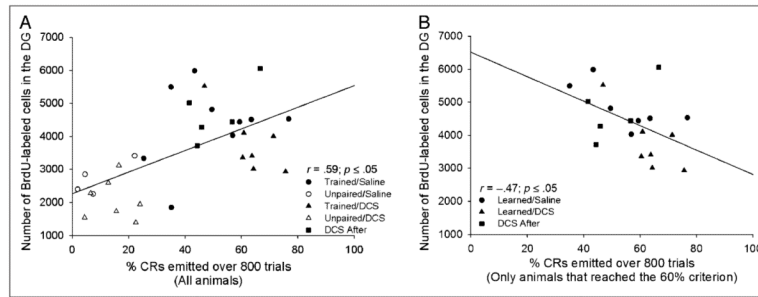 A
Number of BrdU-labeled cells in the DG
7000
6000
5000
4000
3000
2000
1000
0
20
40
60
80
100
r = .59; p ≤ .05
Trained/Saline
Unpaired/Saline
Trained/DCS
Unpaired/DCS
DCS After
% CRs emitted over 800 trials
(All animals)
B
Number of BrdU-labeled cells in the DG
7000
6000
5000
4000
3000
2000
1000
0
20
40
60
80
100
r = –.47; p ≤ .05
Learned/Saline
Learned/DCS
DCS After
% CRs emitted over 800 trials
(Only animals that reached the 60% criterion)